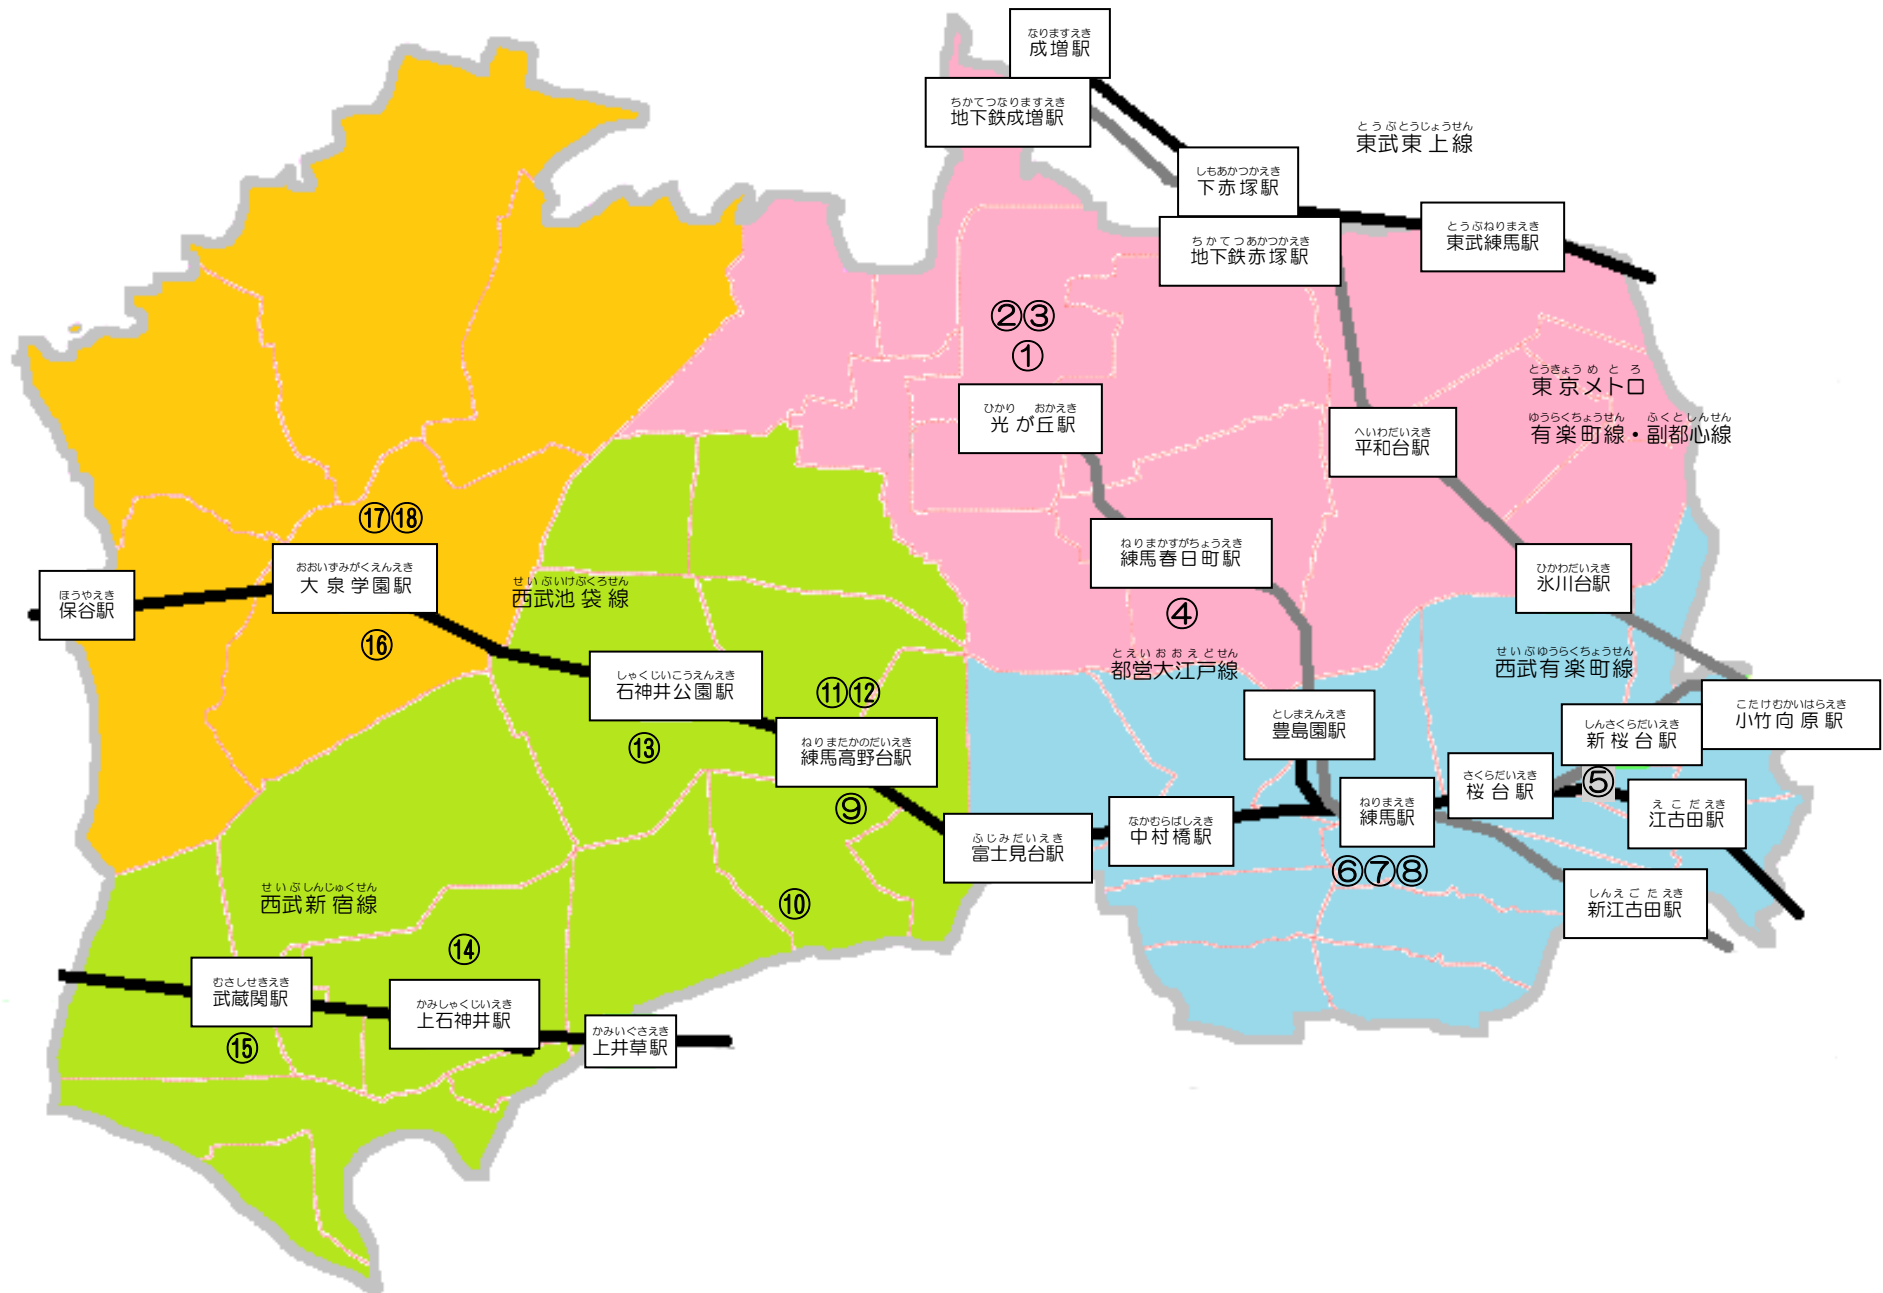 なりますえき
成増駅
ちかてつなりますえき
地下鉄成増駅
とうぶとうじょうせん
東武東上線
しもあかつかえき
下赤塚駅
とうぶねりまえき
東武練馬駅
ちかてつあかつかえき
地下鉄赤塚駅
②③
①
とうきょうめとろ
東京メトロ
ゆうらくちょうせん ふくとしんせん
有楽町線・副都心線
ひかり おかえき
光が丘駅
へいわだいえき
平和台駅
⑰⑱
ねりまかすがちょうえき
練馬春日町駅
ひかわだいえき
氷川台駅
おおいずみがくえんえき
大泉学園駅
せいぶいけぶくろせん
西武池袋線
ほうやえき
保谷駅
④
⑯
とえいおおえどせん
都営大江戸線
せいぶゆうらくちょうせん
西武有楽町線
しゃくじいこうえんえき
石神井公園駅
⑪⑫
こたけむかいはらえき
小竹向原駅
としまえんえき
豊島園駅
しんさくらだいえき
新桜台駅
⑬
ねりまたかのだいえき
練馬高野台駅
さくらだいえき
桜台駅
⑤
えこだえき
江古田駅
ねりまえき
練馬駅
⑨
なかむらばしえき
中村橋駅
ふじみだいえき
富士見台駅
⑥⑦⑧
せいぶしんじゅくせん
西武新宿線
⑩
しんえごたえき
新江古田駅
⑭
むさしせきえき
武蔵関駅
かみしゃくじいえき
上石神井駅
かみいぐさえき
上井草駅
⑮